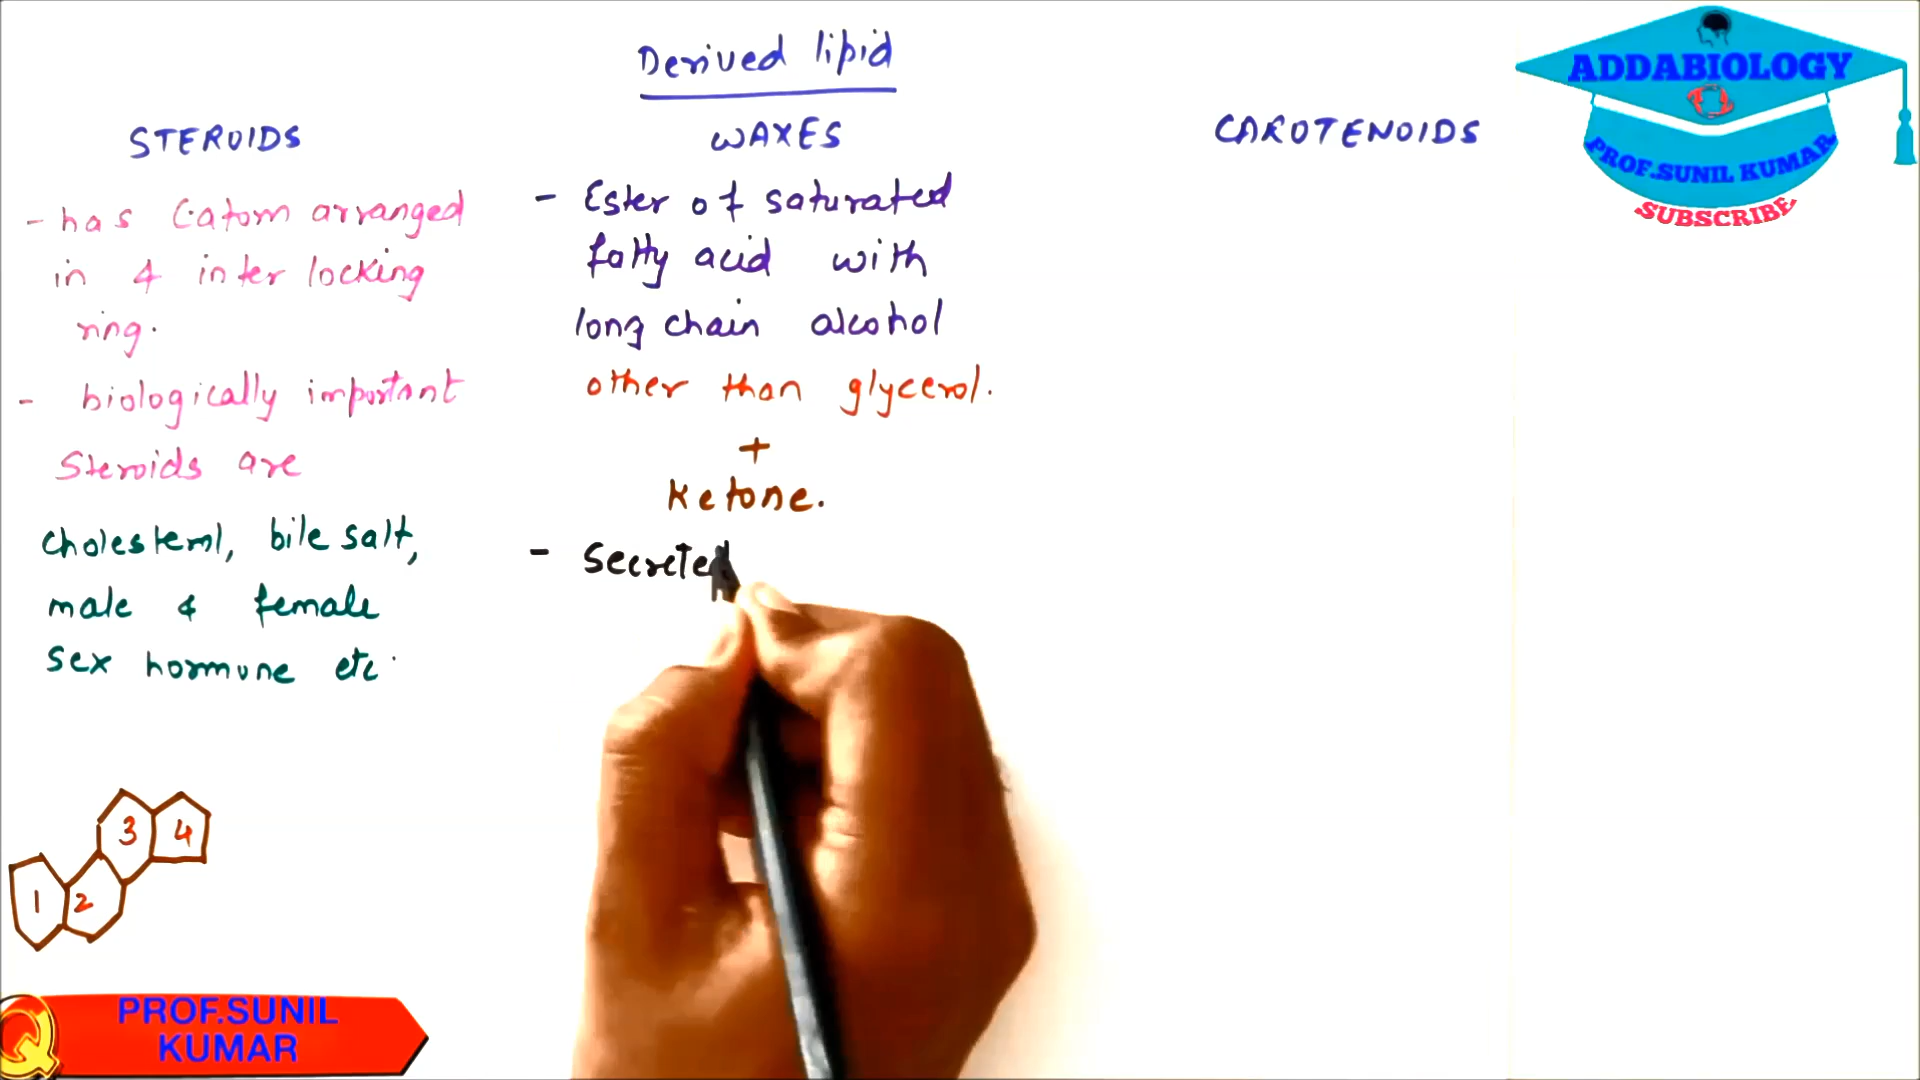 Derived lipid
STEROIDS
- has C-atom arranged
in 4 inter locking
ring.
- biologically important
Steroids are
cholesterol, bile salt,
male & female
sex hormone etc.
1 2 3 4
WAXES
- Ester of saturated
fatty acid with
long chain alcohol
other than glycerol.
+
Ketone.
- Secreted
CAROTENOIDS
ADDABIOLOGY
PROF.SUNIL KUMAR
SUBSCRIBE
PROF.SUNIL
KUMAR